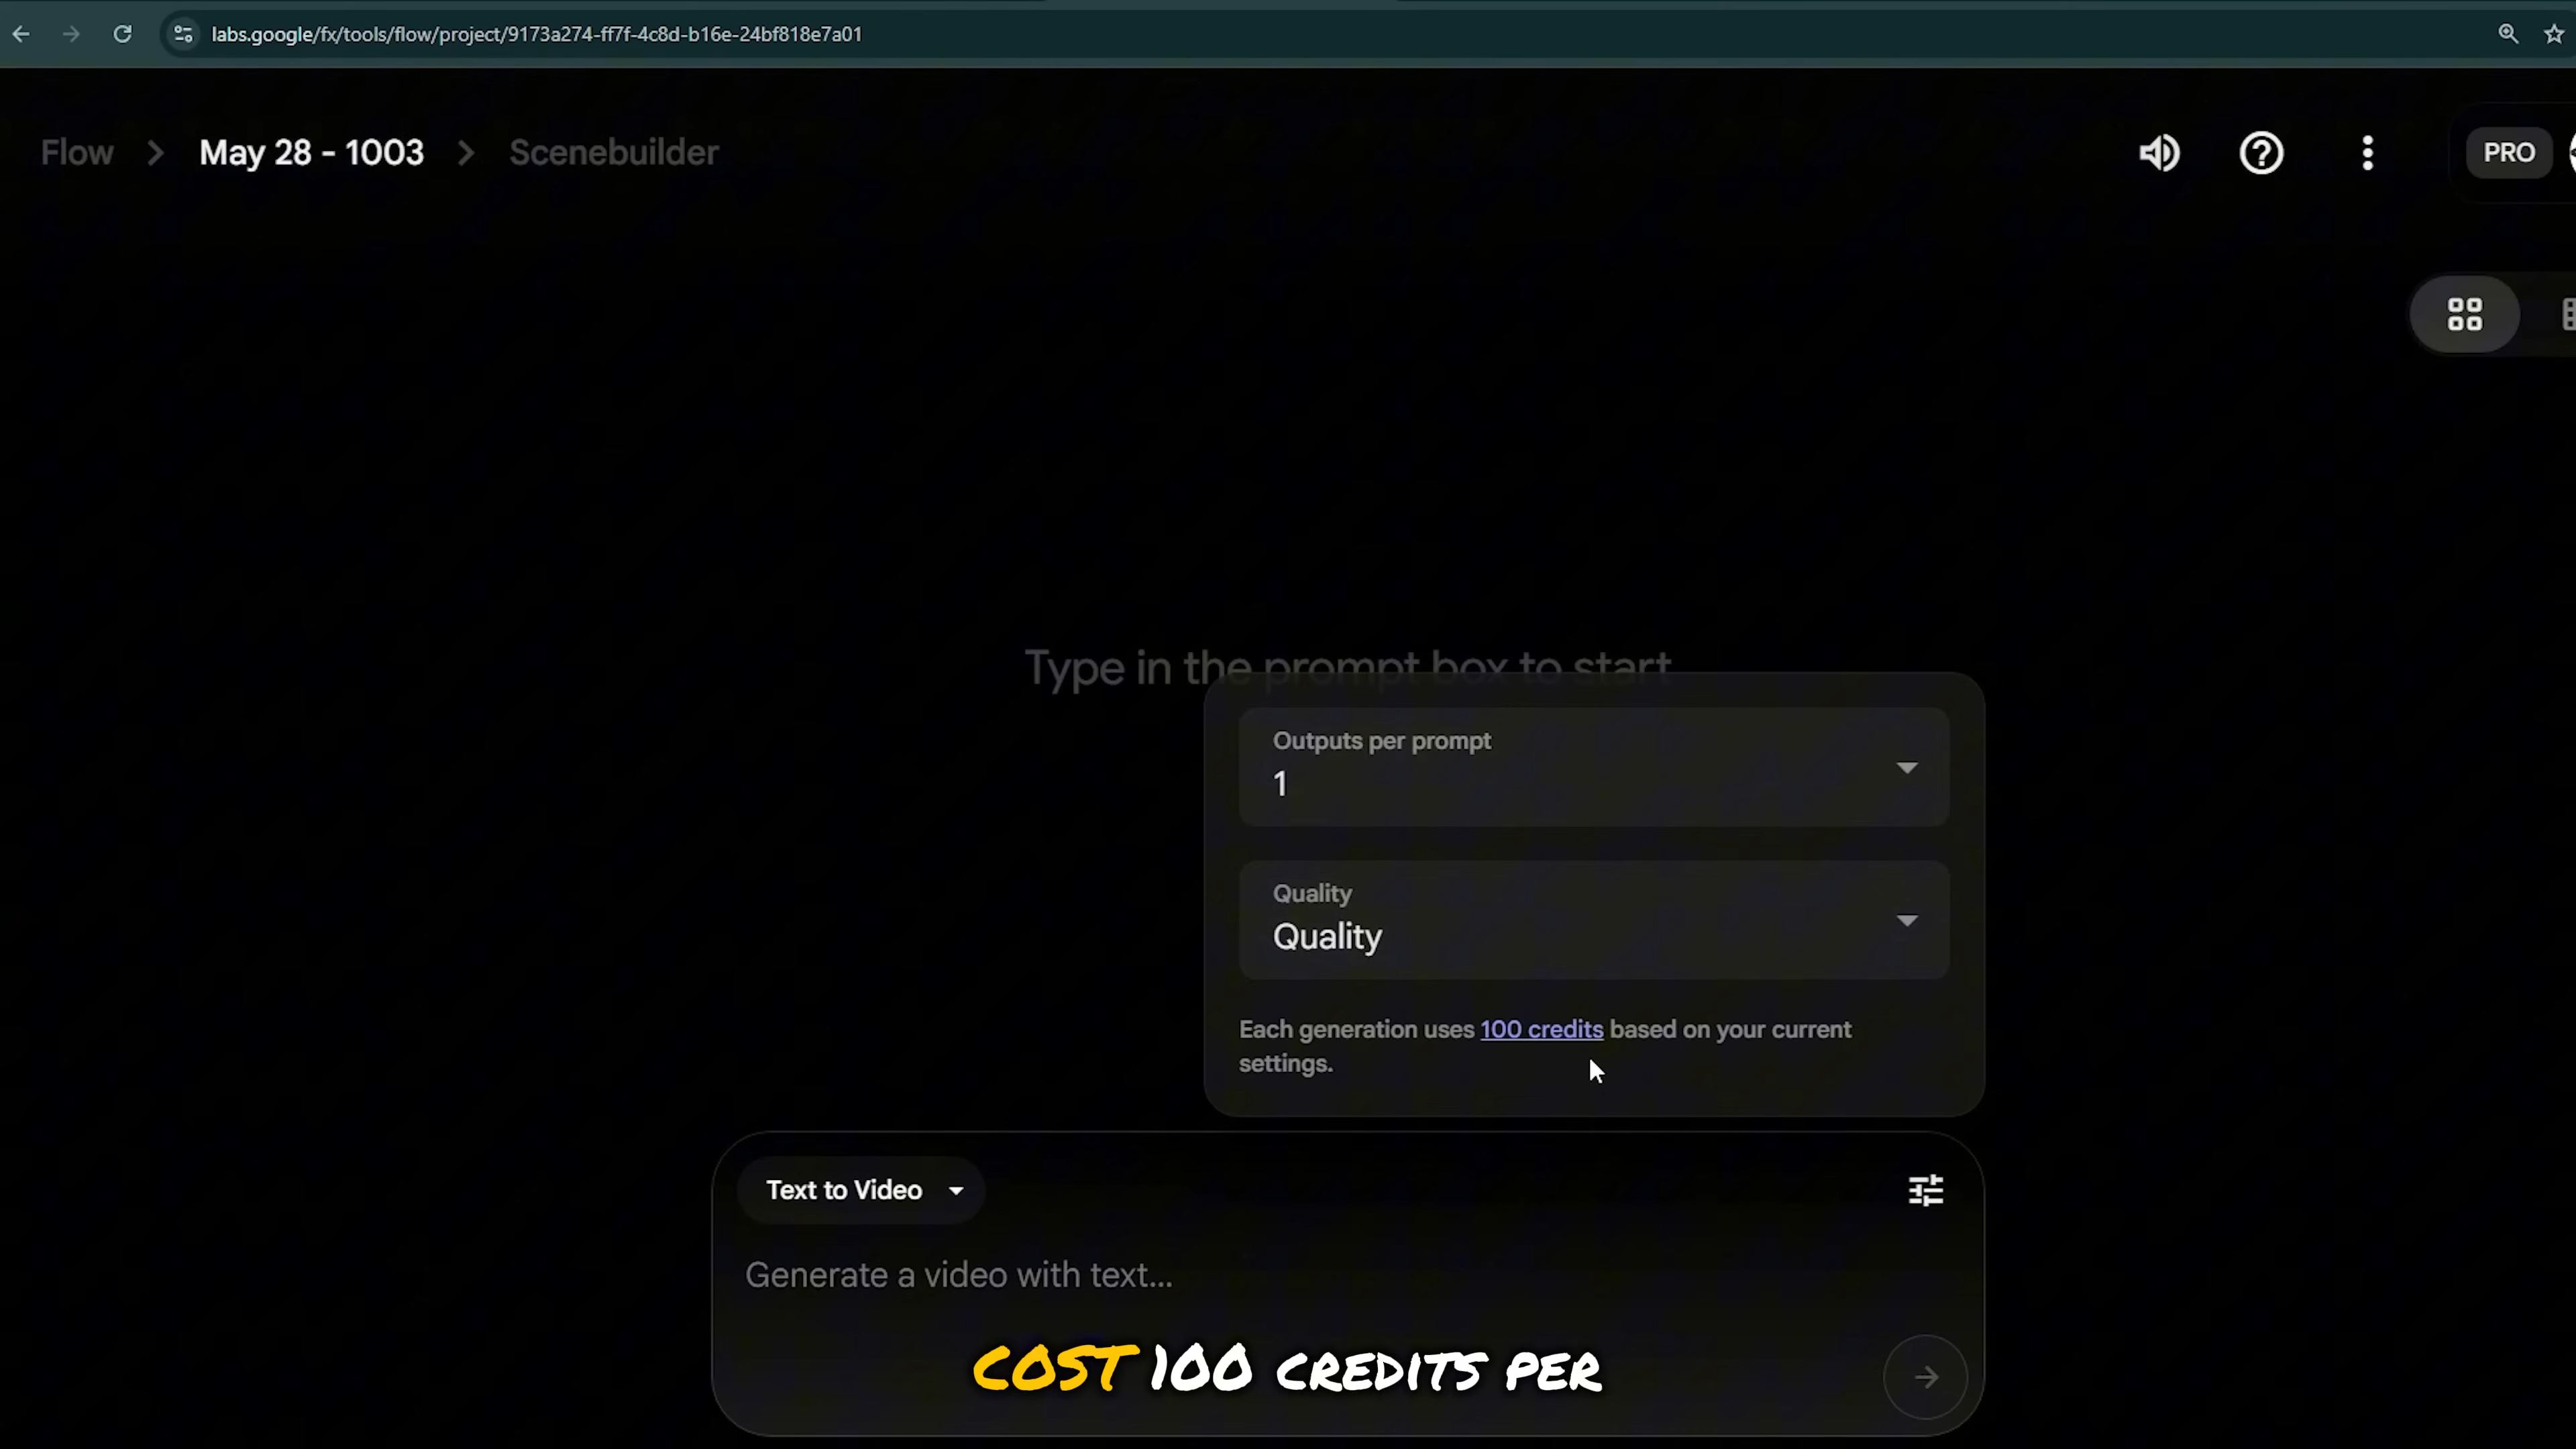 labs.google/fx/tools/flow/project/9173a274-ff7f-4c8d-b16e-24bf818e7a01
Flow > May 28 - 1003 > Scenebuilder
PRO
Type in the prompt box to start
Outputs per prompt
1
Quality
Quality
Each generation uses 100 credits based on your current
settings.
Text to Video
Generate a video with text...
COST 100 CREDITS PER